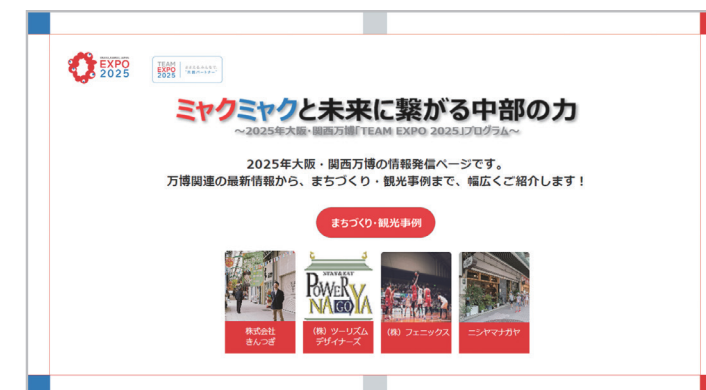 EXPO
2025
TEAM
EXPO
2025
ミャクミャクと未来に繋がる中部の力
~2025年大阪・関西万博「TEAM EXPO 2025」プログラム~
2025年大阪・関西万博の情報発信ページです。
万博関連の最新情報から、まちづくり・観光事例まで、幅広くご紹介します!
まちづくり・観光事例
STAY&EAT
POWERY
NAGOYA
株式会社
きんつぎ
(株) ツーリズム
デザイナーズ
(株) フェニックス
ニシヤマナガヤ